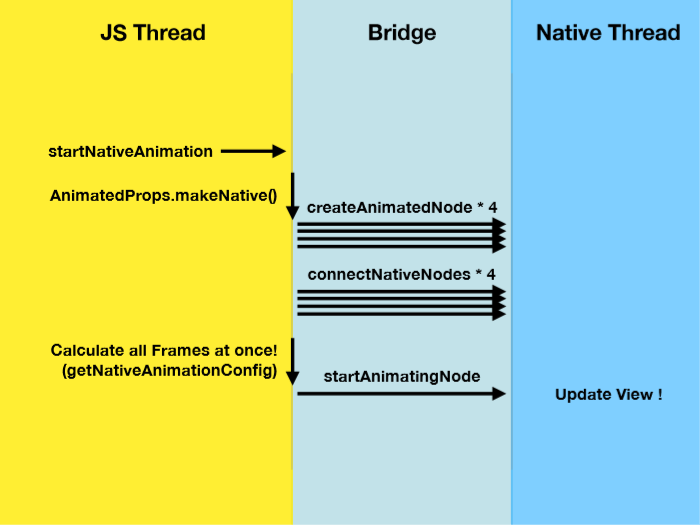 JS Thread
Bridge
Native Thread
startNativeAnimation
AnimatedProps.makeNative()
createAnimatedNode * 4
connectNativeNodes * 4
Calculate all Frames at once!
(getNativeAnimationConfig)
startAnimatingNode
Update View !